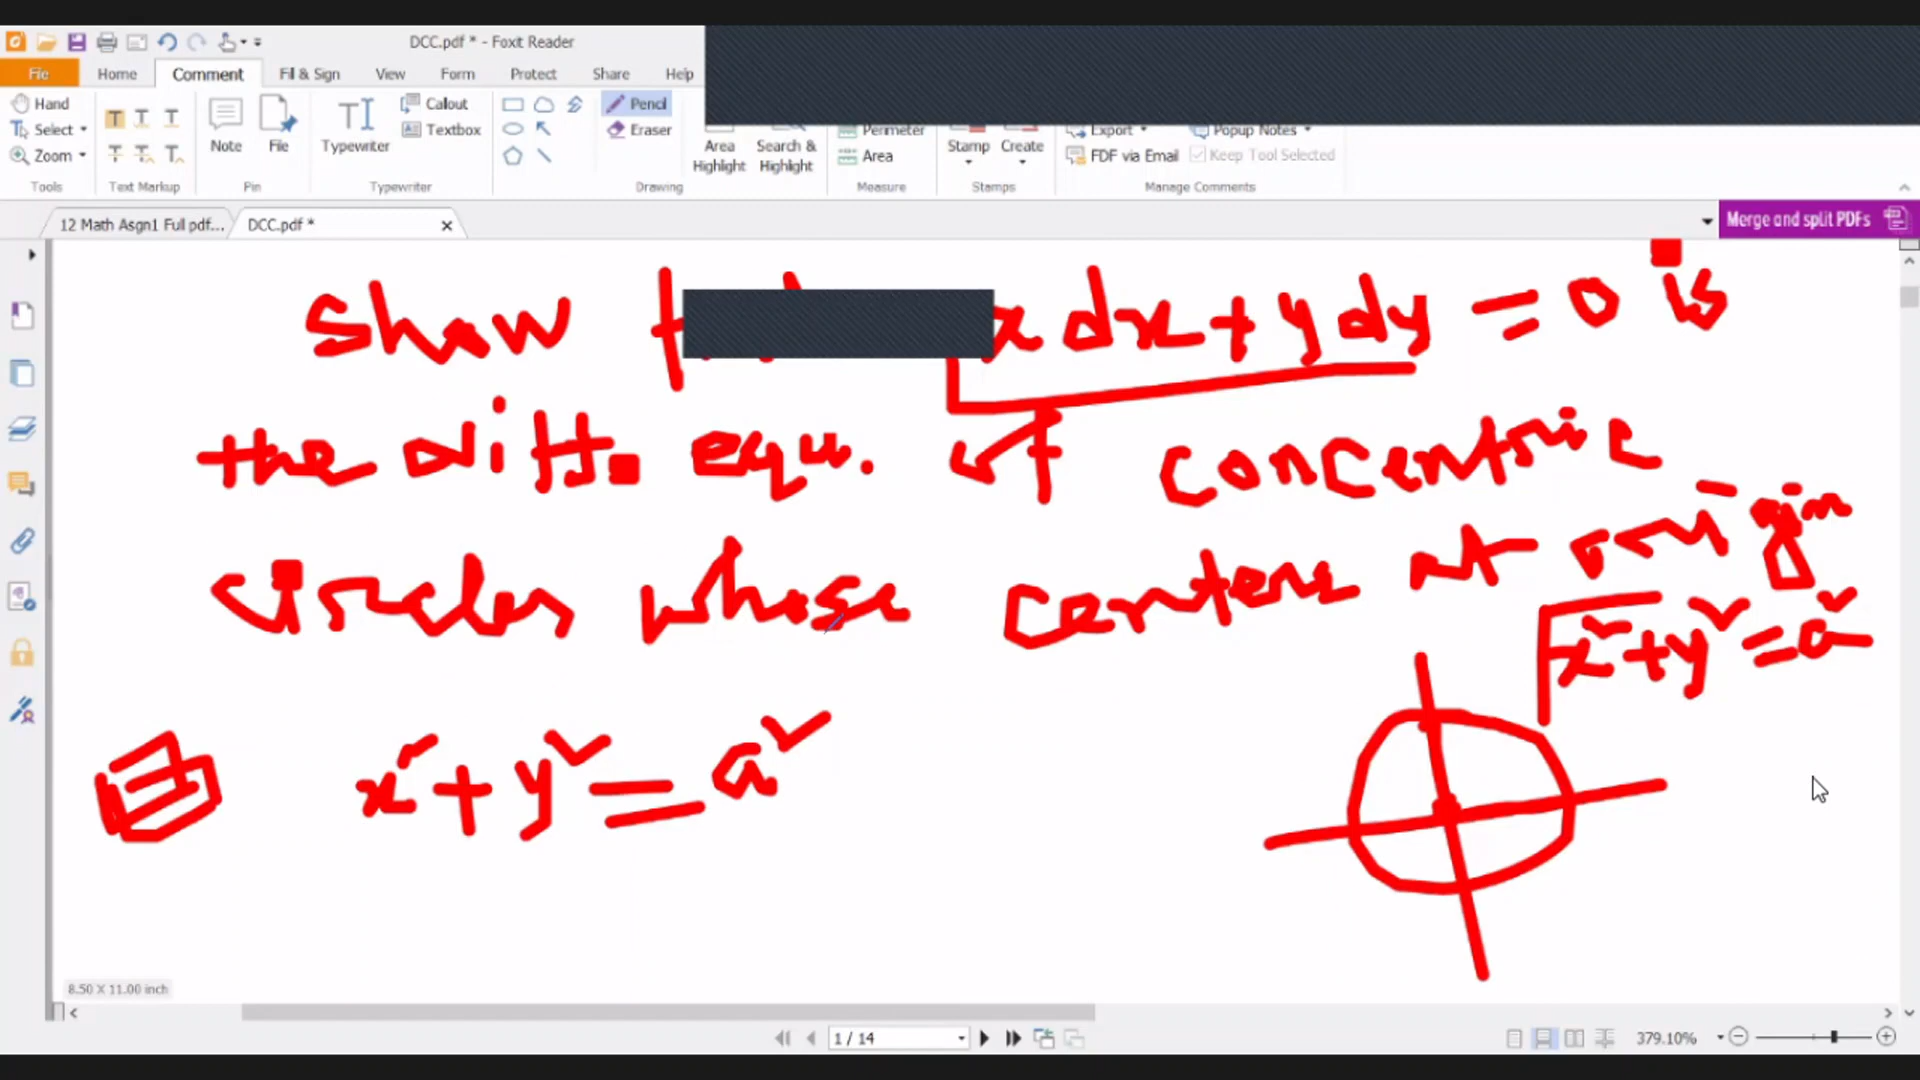 DCC.pdf * - Foxit Reader
File Home Comment Fill & Sign View Form Protect Share Help
Hand
Select
Zoom
Tools
Text Markup
Note
File
Pin
Typewriter
Callout
Textbox
Typewriter
Pencil
Eraser
Drawing
Area Highlight
Search & Highlight
Perimeter
Area
Measure
Stamp
Create
Stamps
Export
FDF via Email
Popup Notes
Keep Tool Selected
Manage Comments
12 Math Asgn1 Full pdf...
DCC.pdf *
Merge and split PDFs
Show x dx + y dy = 0 is
the diff. equ. of concentric
circles whose centers at origin
x² + y² = a²
x² + y² = a²
8.50 X 11.00 inch
1 / 14
379.10%